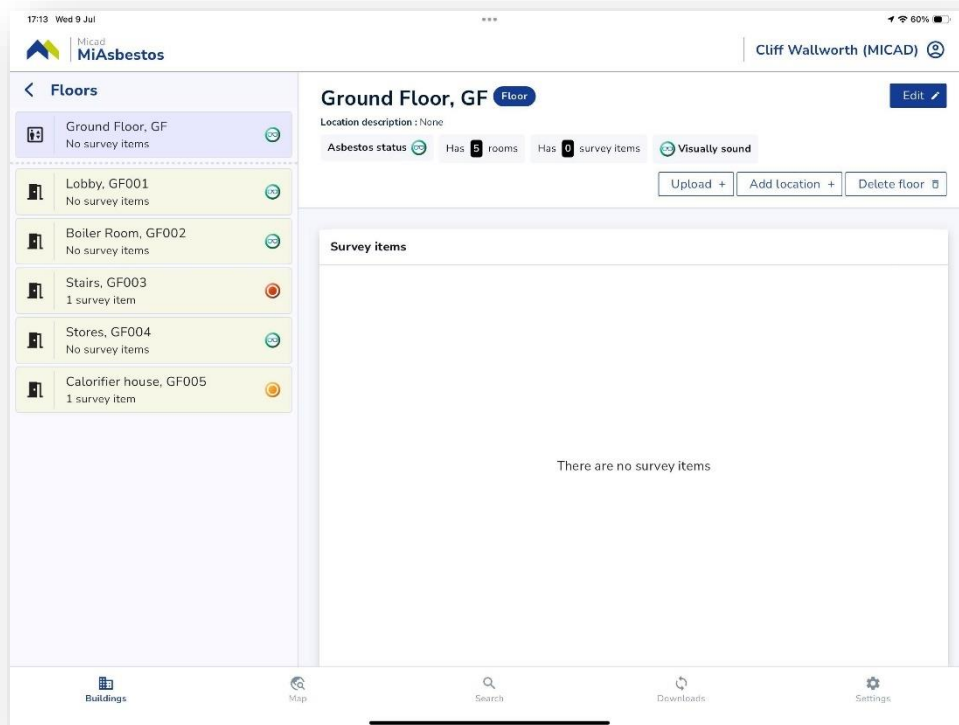 17:13 Wed 9 Jul
60%
Micad
MiAsbestos
Cliff Wallworth (MICAD)
Floors
Ground Floor, GF
No survey items
Lobby, GF001
No survey items
Boiler Room, GF002
No survey items
Stairs, GF003
1 survey item
Stores, GF004
No survey items
Calorifier house, GF005
1 survey item
Ground Floor, GF Floor
Edit
Location description : None
Asbestos status Has 5 rooms Has 0 survey items Visually sound
Upload + Add location + Delete floor
Survey items
There are no survey items
Buildings Map Search Downloads Settings